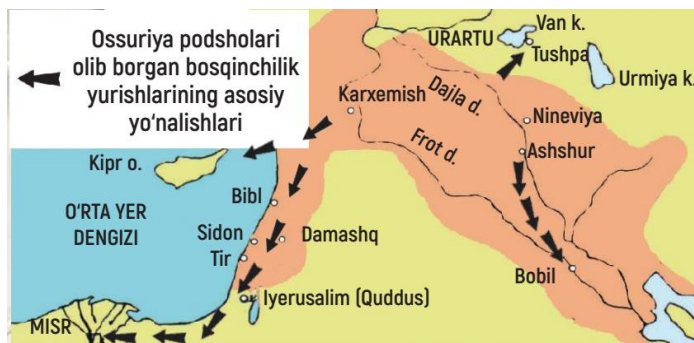 Ossuriya podsholari
olib borgan bosqinchilik
yurishlarining asosiy
yo‘nalishlari
Van k.
URARTU
Tushpa
Urmiya k.
Karxemish
Dajla d.
Nineviya
Frot d.
Ashshur
Kipr o.
Bibl
O‘RTA YER
DENGIZI
Sidon
Damashq
Tir
Bobil
Iyerusalim (Quddus)
MISR